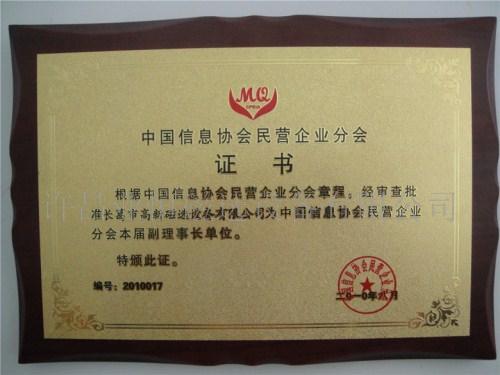 MQ
中国信息协会民营企业分会
证 书
根据中国信息协会民营企业分会章程。经审查批
准长葛市高新磁选设备有限公司为中国信息协会民营企业
分会本届副理事长单位。
特颁此证。
编号：2010017
二〇一〇年八月